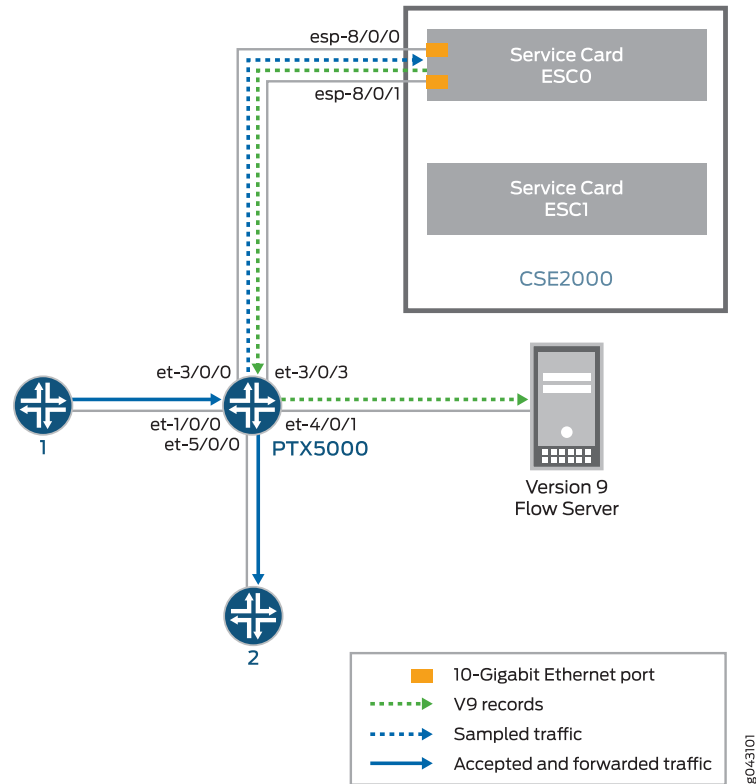 esp-8/0/0
esp-8/0/1
Service Card
ESC0
Service Card
ESC1
CSE2000
et-3/0/0
et-3/0/3
et-1/0/0
et-4/0/1
et-5/0/0
PTX5000
1
2
Version 9
Flow Server
10-Gigabit Ethernet port
V9 records
Sampled traffic
Accepted and forwarded traffic
g043101